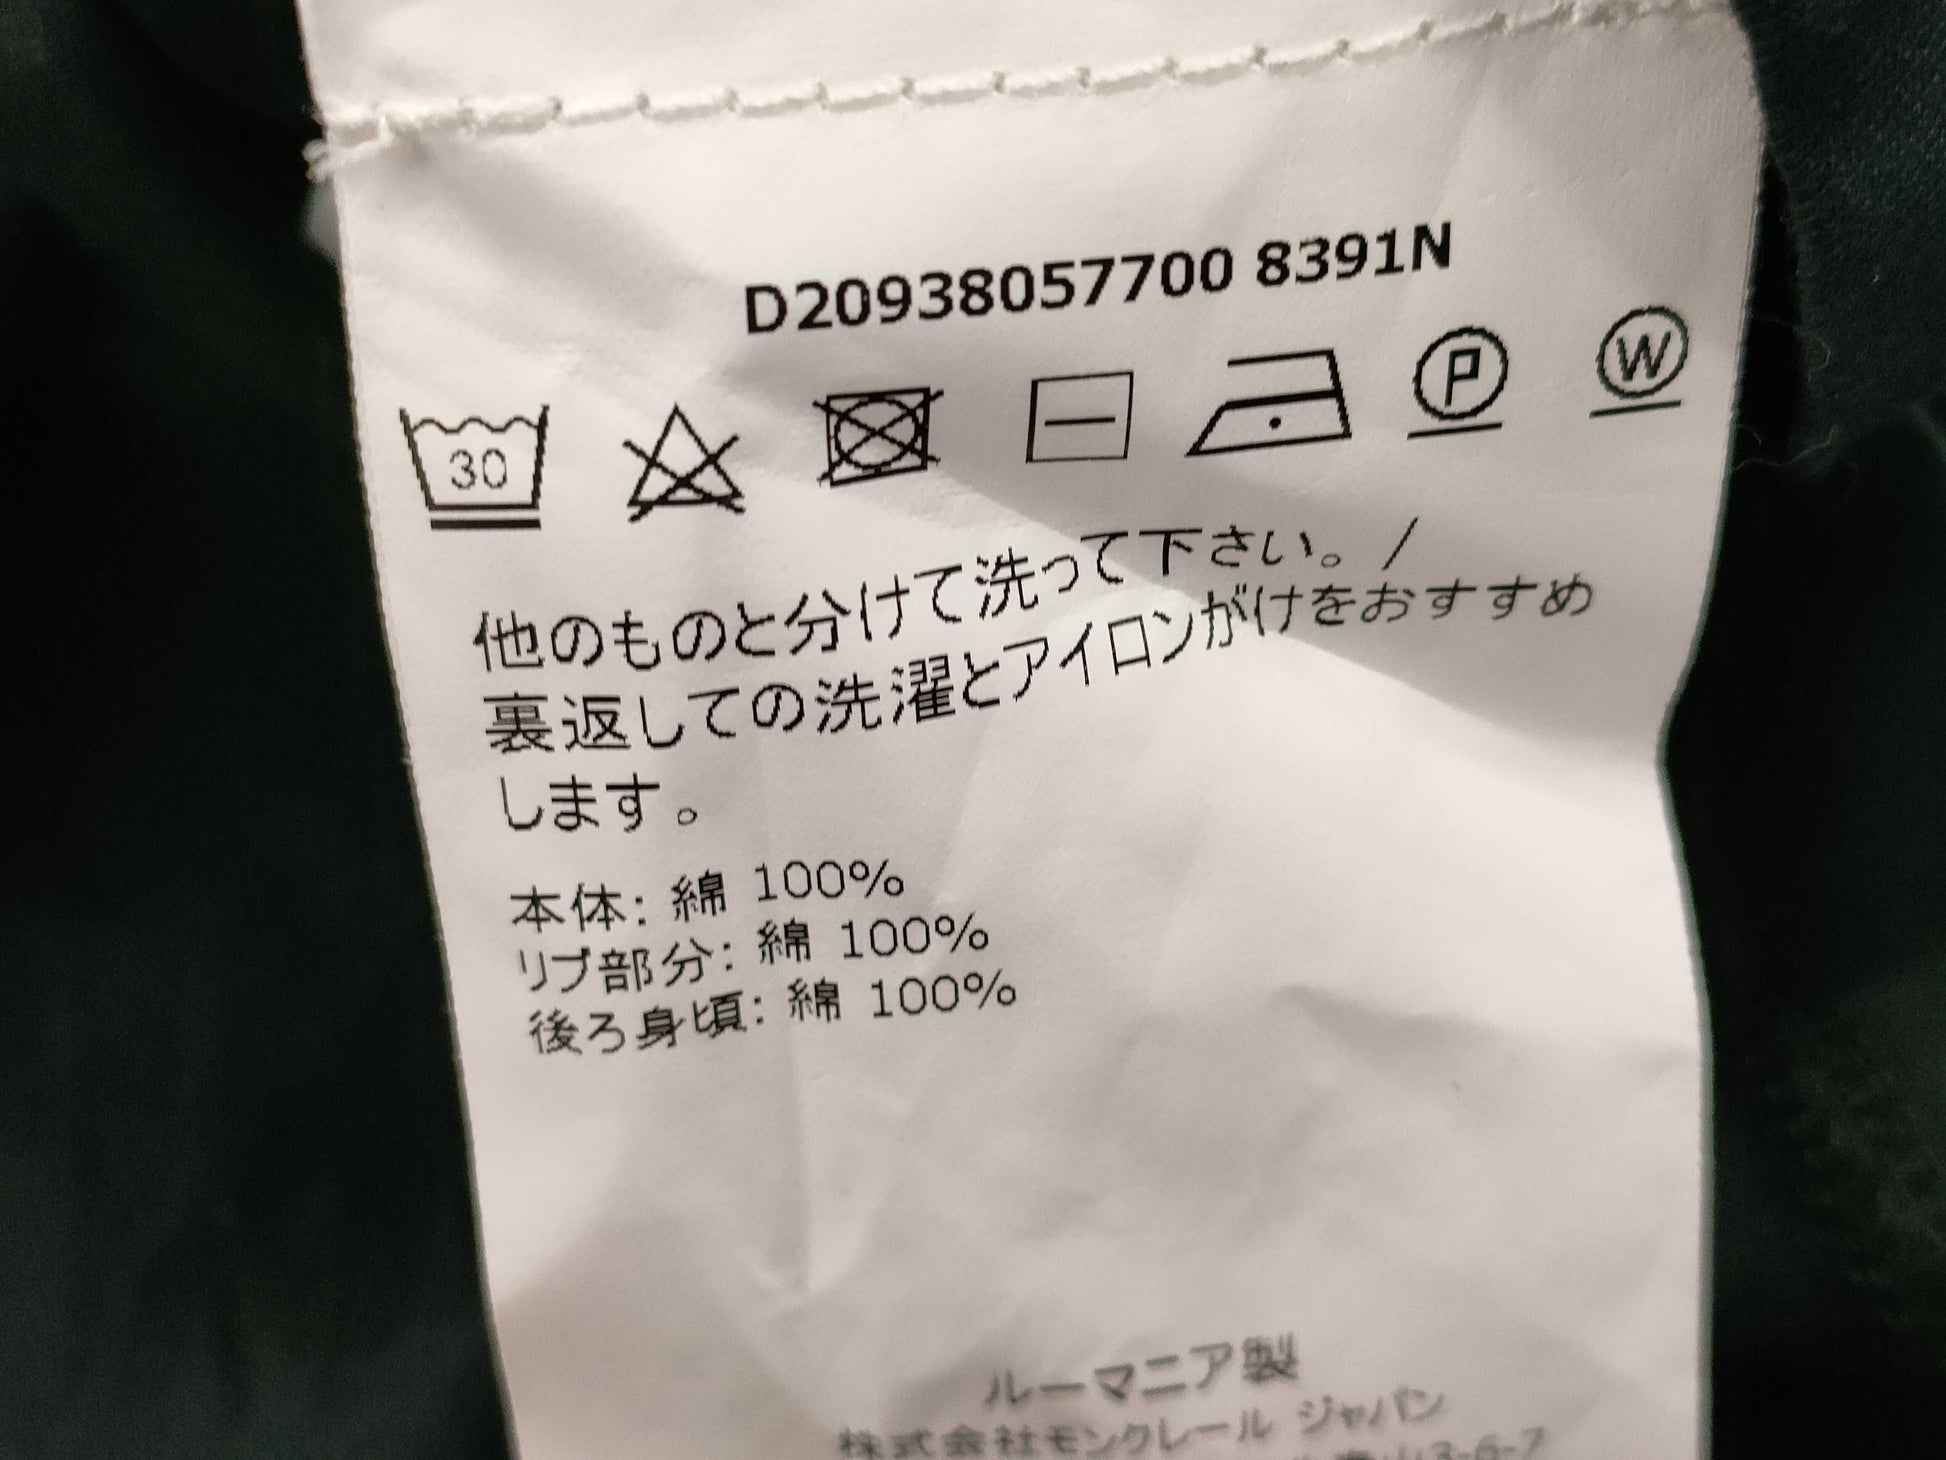 D20938057700 8391N
30
P
W
他のものと分けて洗って下さい。/
裏返しての洗濯とアイロンがけをおすすめ
します。
本体: 綿 100%
リブ部分: 綿 100%
後ろ身頃: 綿 100%
ルーマニア製
株式会社モンクレール ジャパン
3-6-7